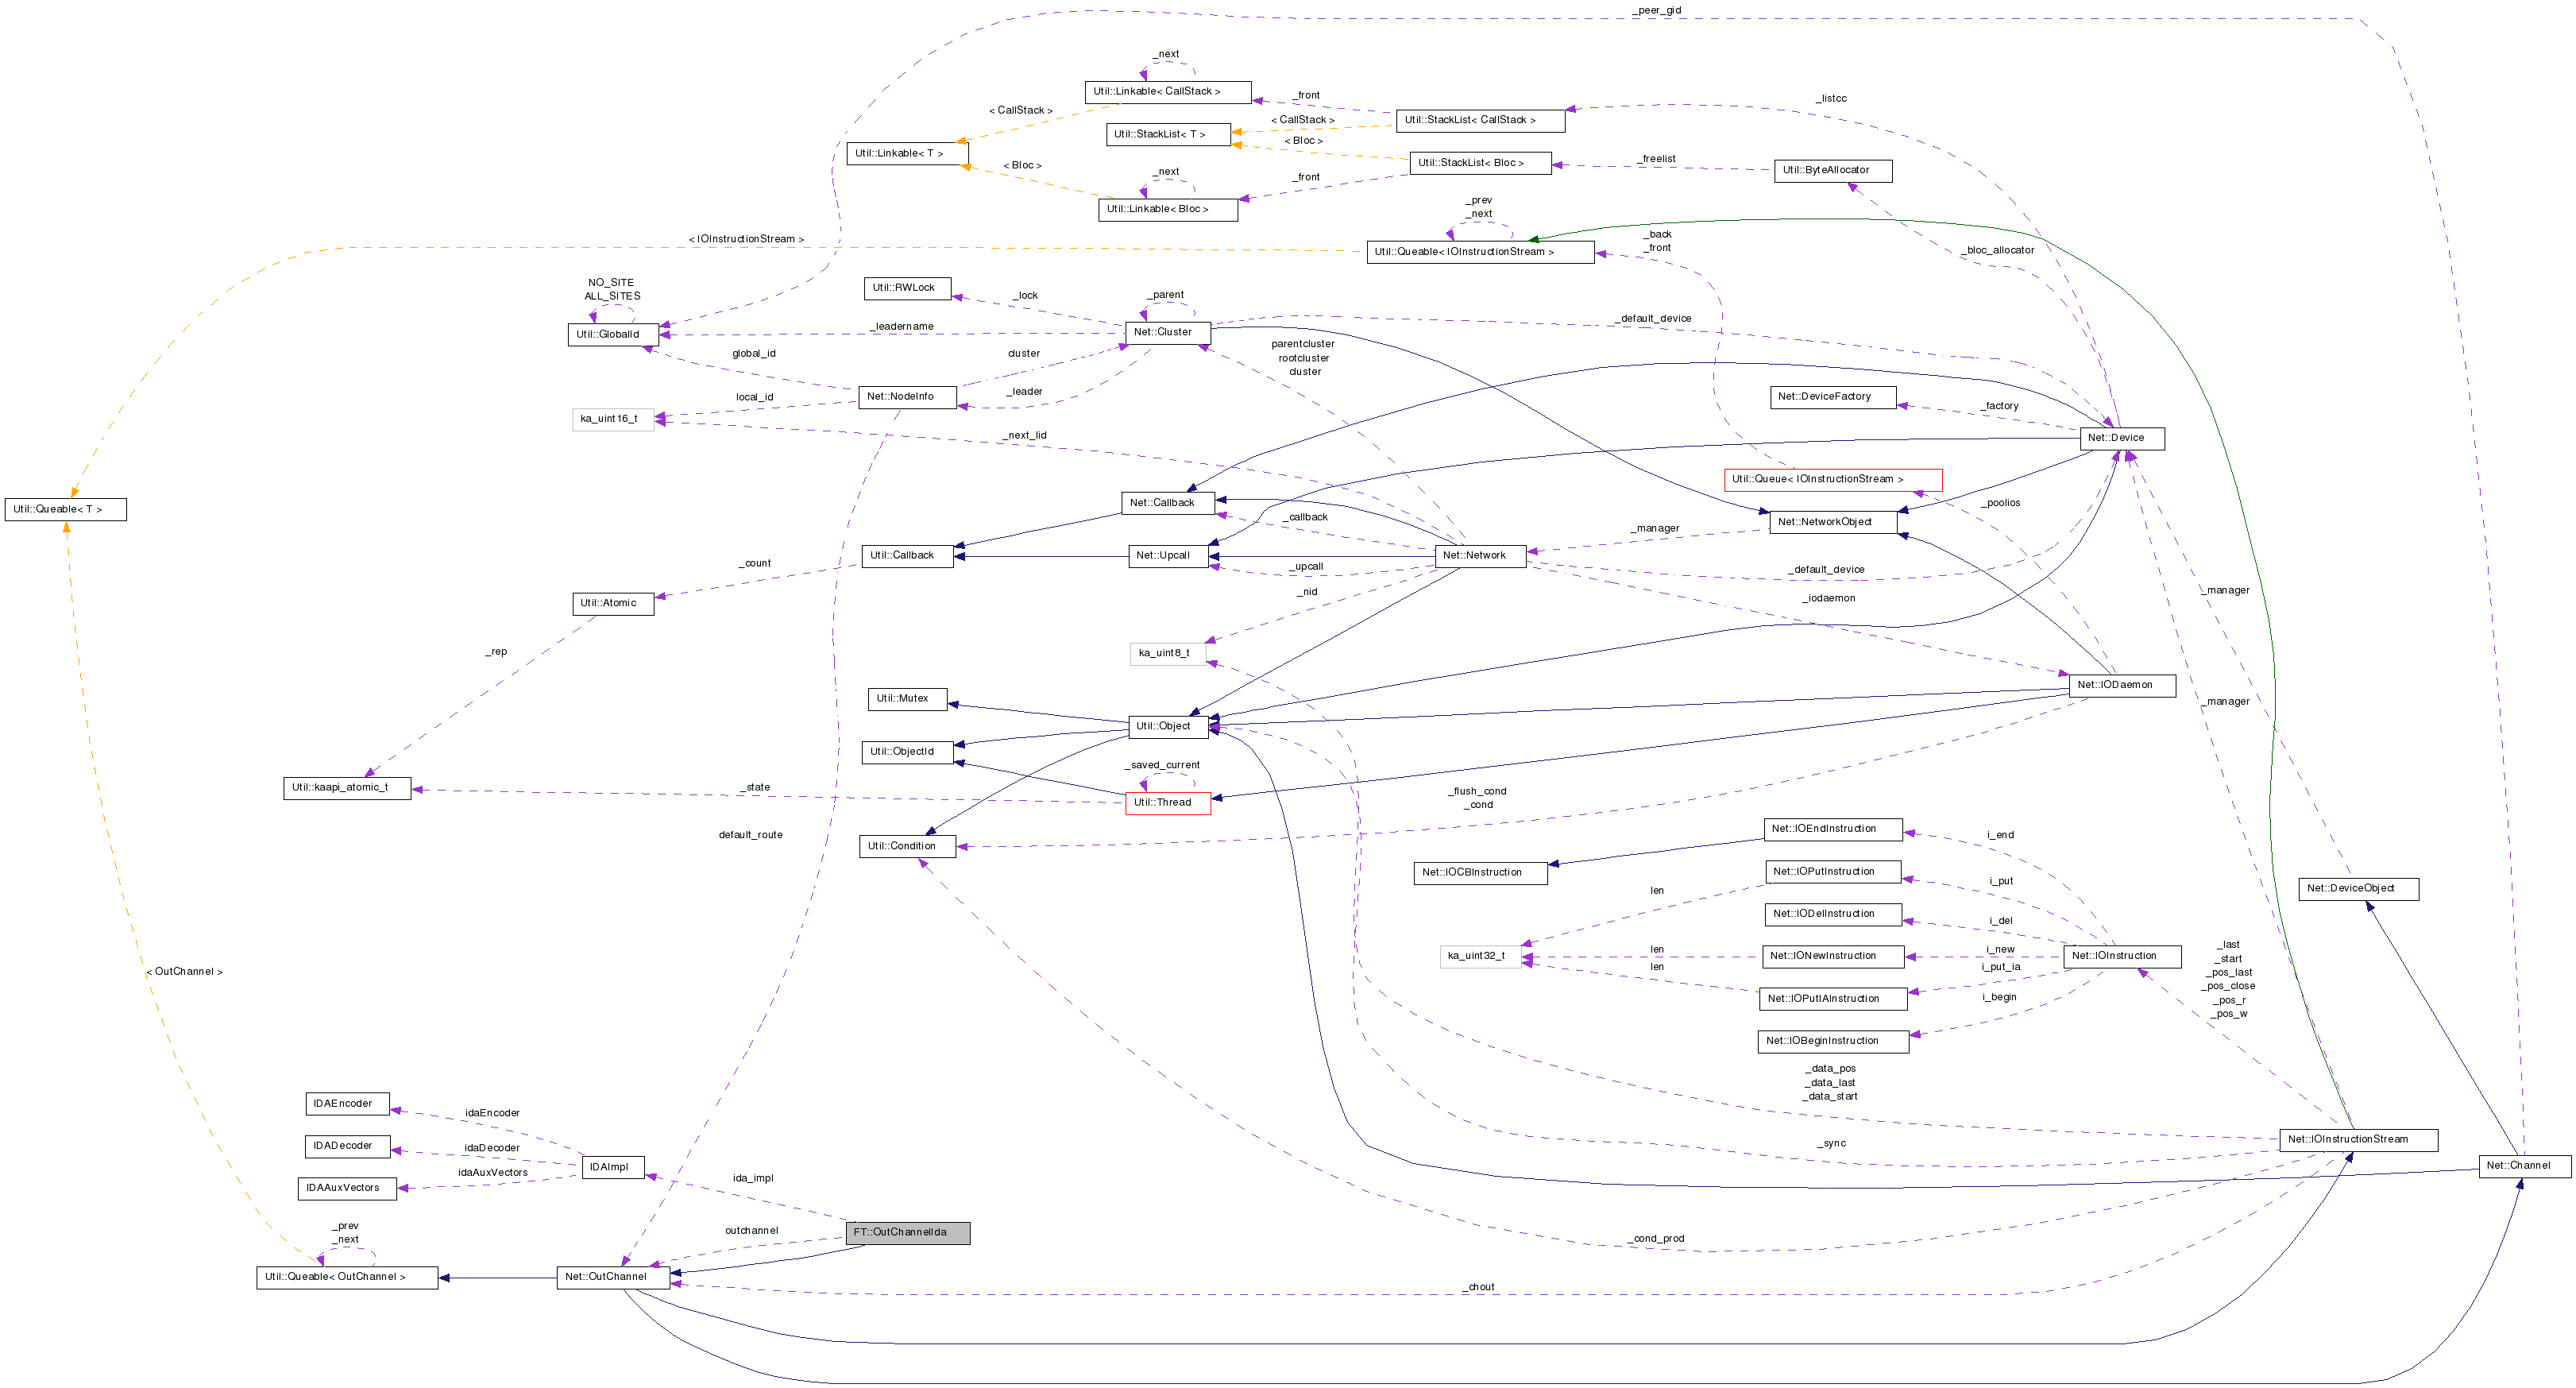 _peer_gid
_next
Util::Linkable< CallStack >
_front
_listcc
< CallStack >
Util::StackList< CallStack >
< CallStack >
Util::StackList< T >
Util::Linkable< T >
< Bloc >
< Bloc >
Util::StackList< Bloc >
_freelist
Util::ByteAllocator
_next
_front
Util::Linkable< Bloc >
_prev
_next
< IOInstructionStream >
Util::Queable< IOInstructionStream >
_back
_front
_bloc_allocator
NO_SITE
ALL_SITES
Util::RWLock
_lock
_parent
Util::GlobalId
_leadername
Net::Cluster
_default_device
global_id
cluster
parentcluster
rootcluster
cluster
_leader
local_id
Net::NodeInfo
Net::DeviceFactory
_factory
ka_uint16_t
_next_lid
Net::Device
Util::Queue< IOInstructionStream >
Util::Queable< T >
Net::Callback
_callback
_manager
Net::NetworkObject
_poolios
Util::Callback
Net::Upcall
Net::Network
_count
_upcall
_default_device
_nid
_iodaemon
_manager
Util::Atomic
_rep
ka_uint8_t
Net::IODaemon
Util::Mutex
_manager
Util::Object
Util::ObjectId
_saved_current
Util::kaapi_atomic_t
_state
Util::Thread
_flush_cond
_cond
default_route
Util::Condition
Net::IOEndInstruction
i_end
Net::IOCBInstruction
Net::IOPutInstruction
i_put
len
Net::DeviceObject
Net::IODelInstruction
i_del
ka_uint32_t
len
Net::IONewInstruction
i_new
Net::IOInstruction
len
i_put_ia
Net::IOPutIAInstruction
i_begin
< OutChannel >
_last
_start
_pos_last
_pos_close
_pos_r
_pos_w
Net::IOBeginInstruction
_data_pos
_data_last
_data_start
IDAEncoder
idaEncoder
IDADecoder
idaDecoder
_sync
Net::IOInstructionStream
IDAImpl
idaAuxVectors
IDAAuxVectors
ida_impl
Net::Channel
_prev
_next
outchannel
FT::OutChannelIda
_cond_prod
Util::Queable< OutChannel >
Net::OutChannel
_chout